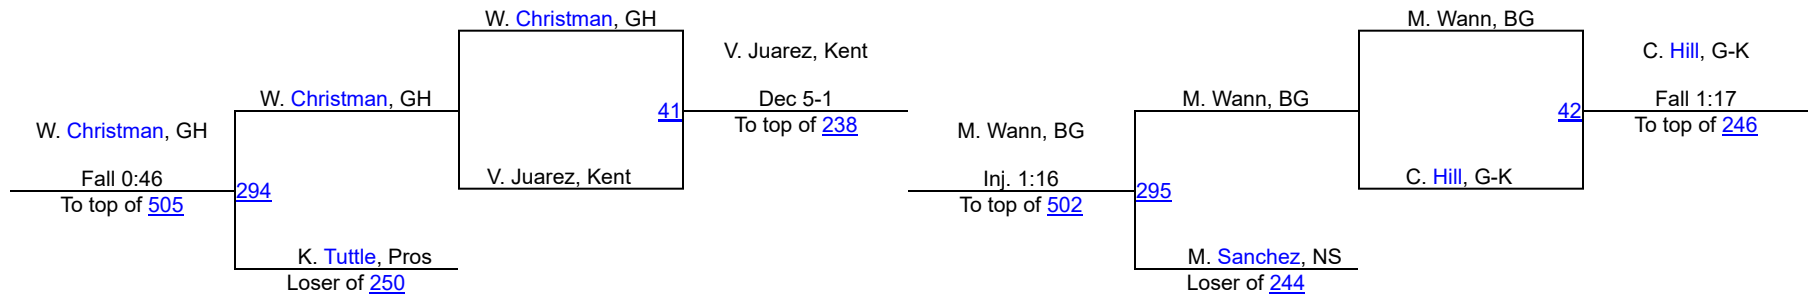 W. Christman, GH
V. Juarez, Kent
W. Christman, GH
41
Dec 5-1
To top of 238
W. Christman, GH
Fall 0:46
To top of 505
294
V. Juarez, Kent
K. Tuttle, Pros
Loser of 250
M. Wann, BG
C. Hill, G-K
M. Wann, BG
42
Fall 1:17
To top of 246
M. Wann, BG
Inj. 1:16
To top of 502
295
C. Hill, G-K
M. Sanchez, NS
Loser of 244